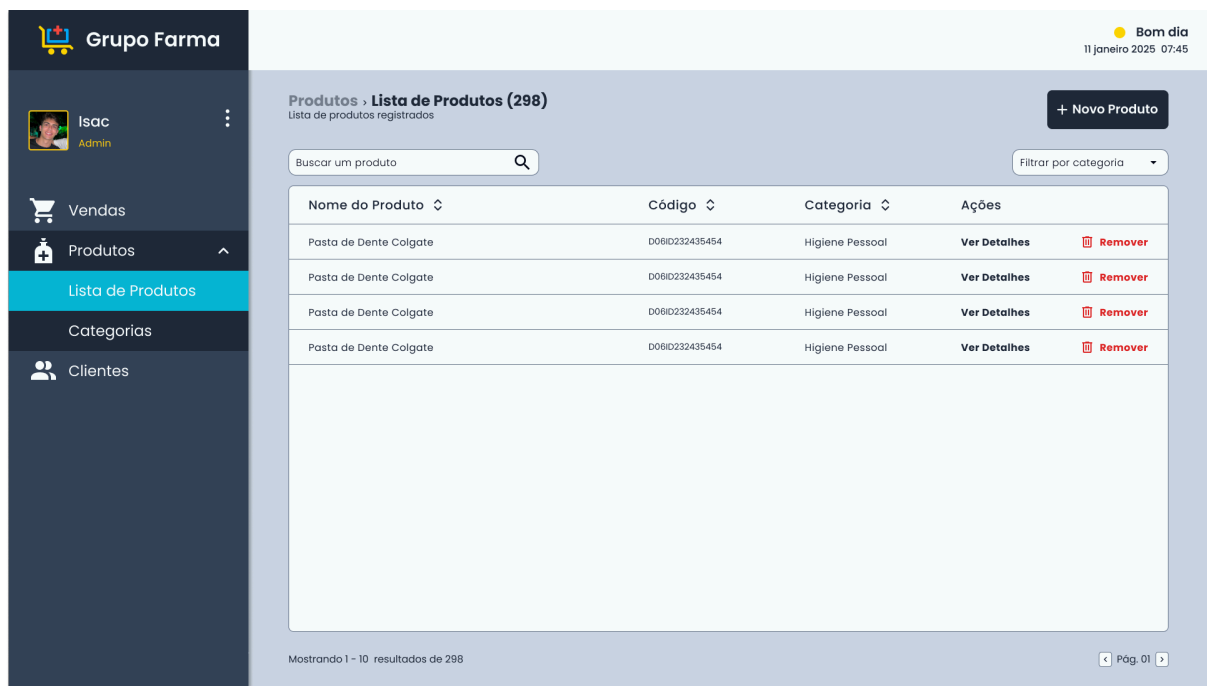 Grupo Farma
Bom dia
11 janeiro 2025 07:45
Isac
Admin
Vendas
Produtos
Lista de Produtos
Categorias
Clientes
Produtos › Lista de Produtos (298)
Lista de produtos registrados
+ Novo Produto
Buscar um produto
Filtrar por categoria
Nome do Produto Código Categoria Ações
Pasta de Dente Colgate D06ID232435454 Higiene Pessoal Ver Detalhes Remover
Pasta de Dente Colgate D06ID232435454 Higiene Pessoal Ver Detalhes Remover
Pasta de Dente Colgate D06ID232435454 Higiene Pessoal Ver Detalhes Remover
Pasta de Dente Colgate D06ID232435454 Higiene Pessoal Ver Detalhes Remover
Mostrando 1 - 10 resultados de 298
‹ Pág. 01 ›